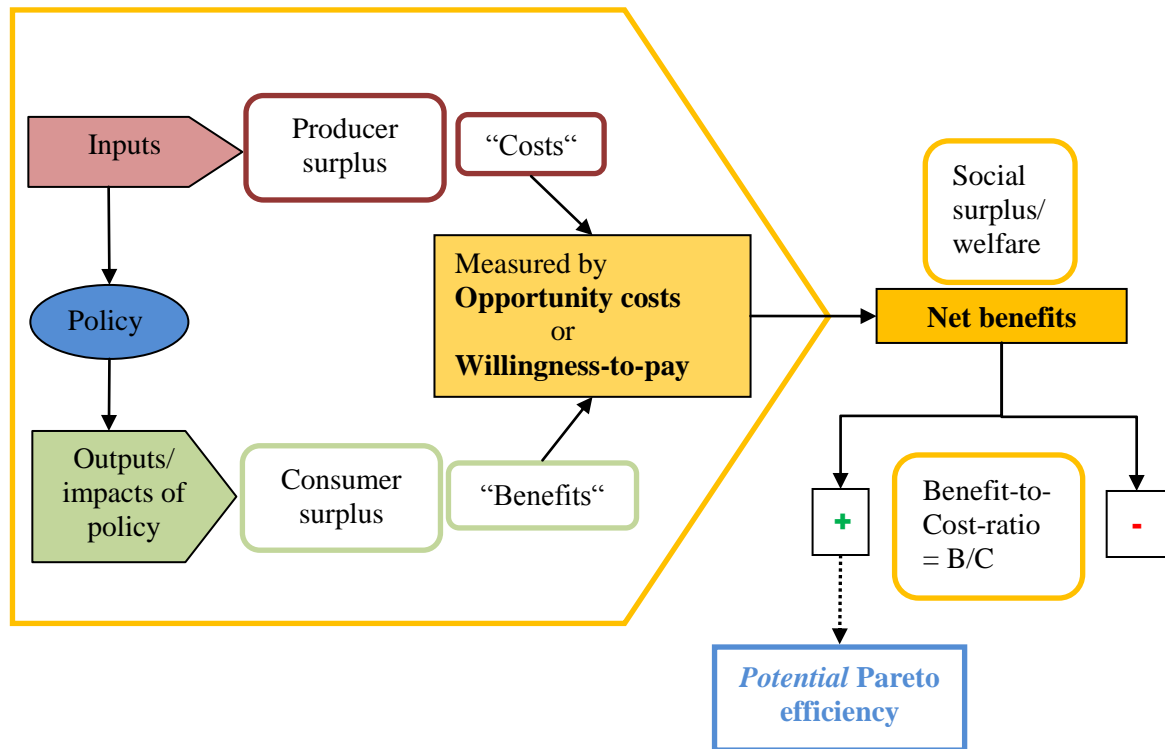 Inputs
Producer
surplus
“Costs“
Policy
Measured by
Opportunity costs
or
Willingness-to-pay
Outputs/
impacts of
policy
Consumer
surplus
“Benefits“
Social
surplus/
welfare
Net benefits
+
Benefit-to-
Cost-ratio
= B/C
-
Potential Pareto
efficiency